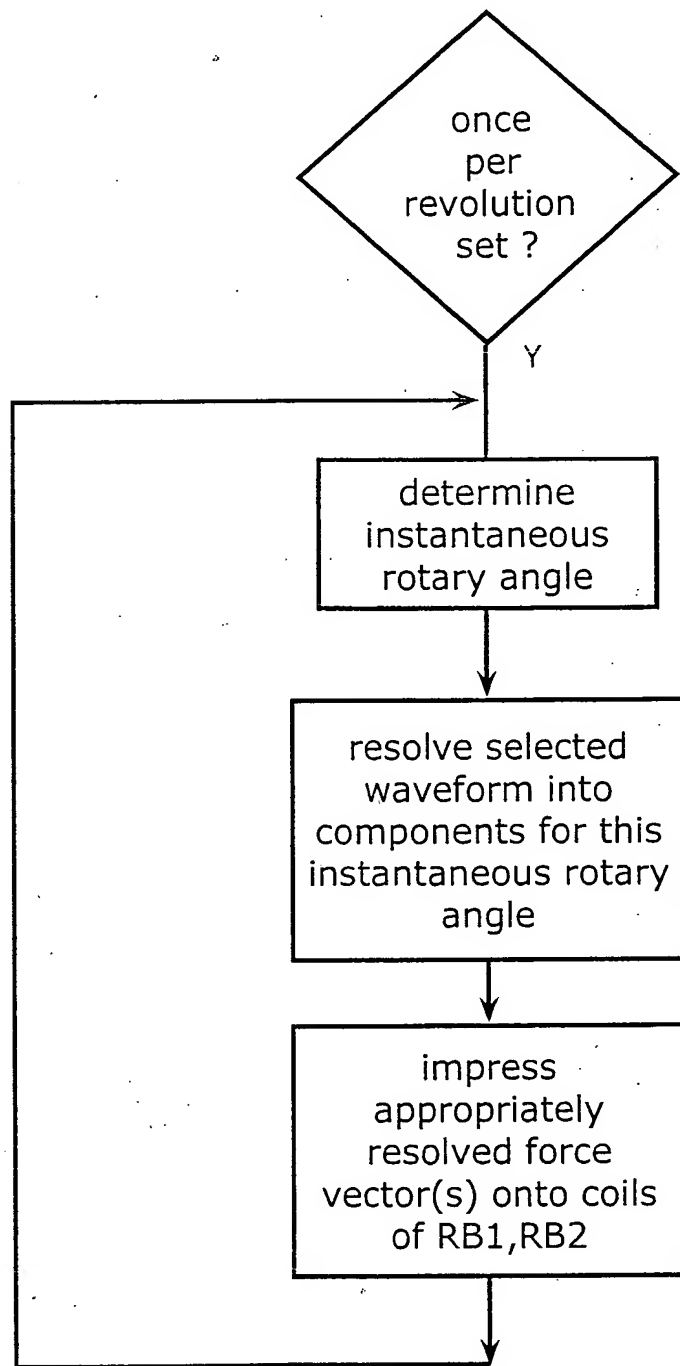 once
per
revolution
set ?
Y
determine
instantaneous
rotary angle
resolve selected
waveform into
components for this
instantaneous rotary
angle
impress
appropriately
resolved force
vector(s) onto coils
of RB1,RB2